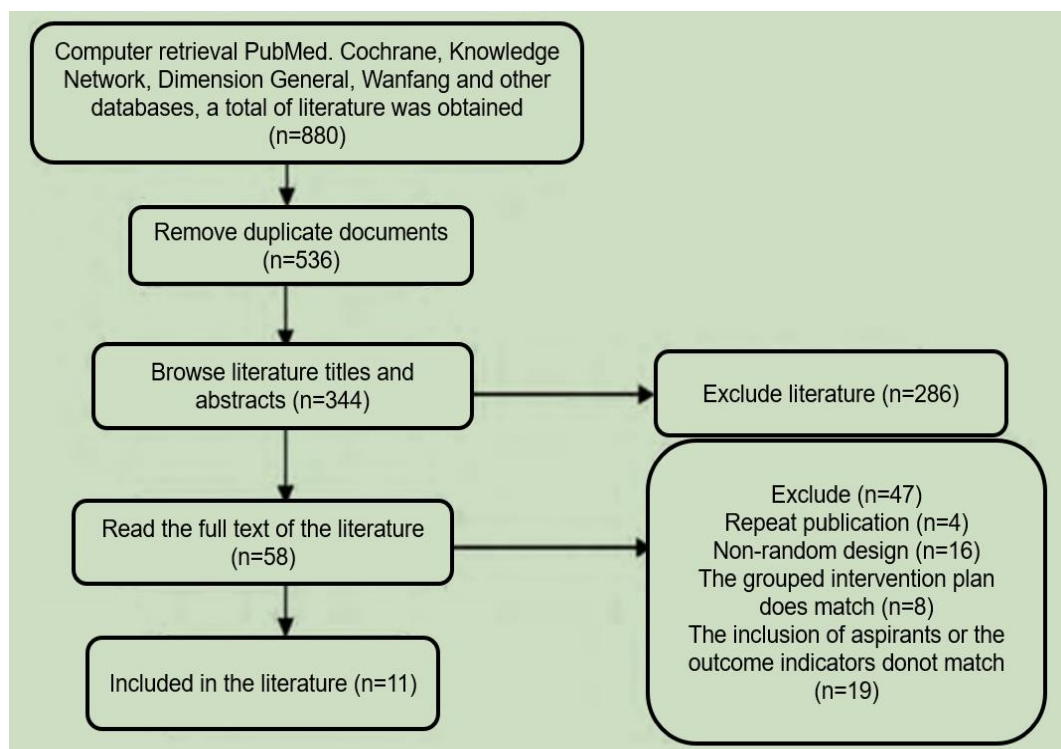 Computer retrieval PubMed. Cochrane, Knowledge
Network, Dimension General, Wanfang and other
databases, a total of literature was obtained
(n=880)
Remove duplicate documents
(n=536)
Browse literature titles and
abstracts (n=344)
Exclude literature (n=286)
Read the full text of the literature
(n=58)
Exclude (n=47)
Repeat publication (n=4)
Non-random design (n=16)
The grouped intervention plan
does match (n=8)
The inclusion of aspirants or the
outcome indicators donot match
(n=19)
Included in the literature (n=11)